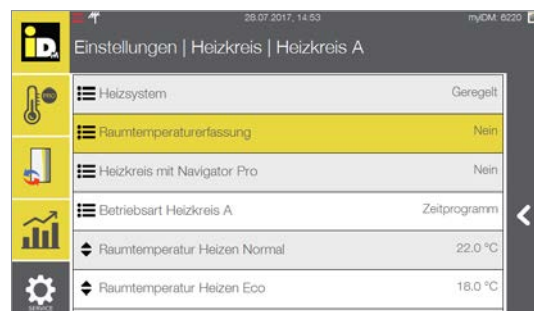 28.07.2017, 14:53
myIDM: 6220
iDM
Einstellungen | Heizkreis | Heizkreis A
PRO
Heizsystem Geregelt
Raumtemperaturerfassung Nein
Heizkreis mit Navigator Pro Nein
Betriebsart Heizkreis A Zeitprogramm
Raumtemperatur Heizen Normal 22.0 °C
Raumtemperatur Heizen Eco 18.0 °C
SERVICE